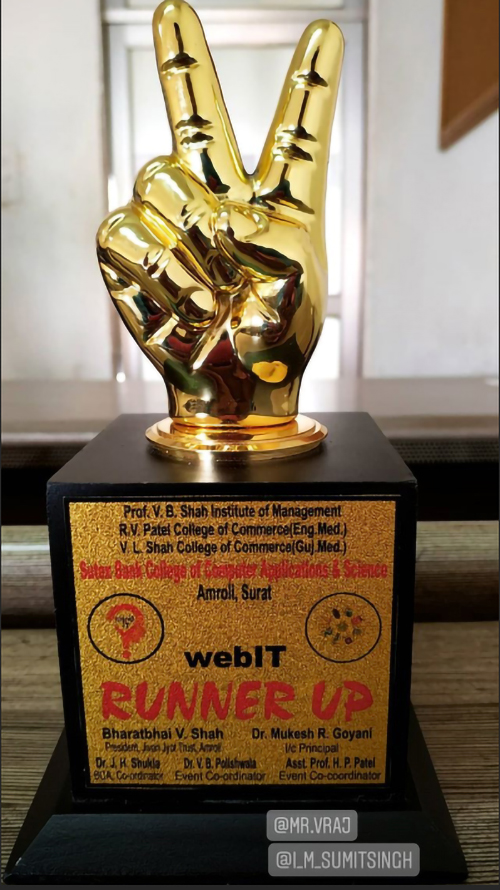 Prof. V. B. Shah Institute of Management
R.V. Patel College of Commerce(Eng.Med.)
V. L. Shah College of Commerce(Guj.Med.)
Sutex Bank College of Computer Applications & Science
Amroli, Surat
webIT
RUNNER UP
Bharatbhai V. Shah Dr. Mukesh R. Goyani
President, Jivan Jyot Trust, Amroli I/c Principal
Dr. J. H. Shukla Dr. V. B. Polishwala Asst. Prof. H. P. Patel
Co-ordinator Event Co-ordinator Event Co-coordinator
@MR.VRAJ
@LM_SUMITSINGH